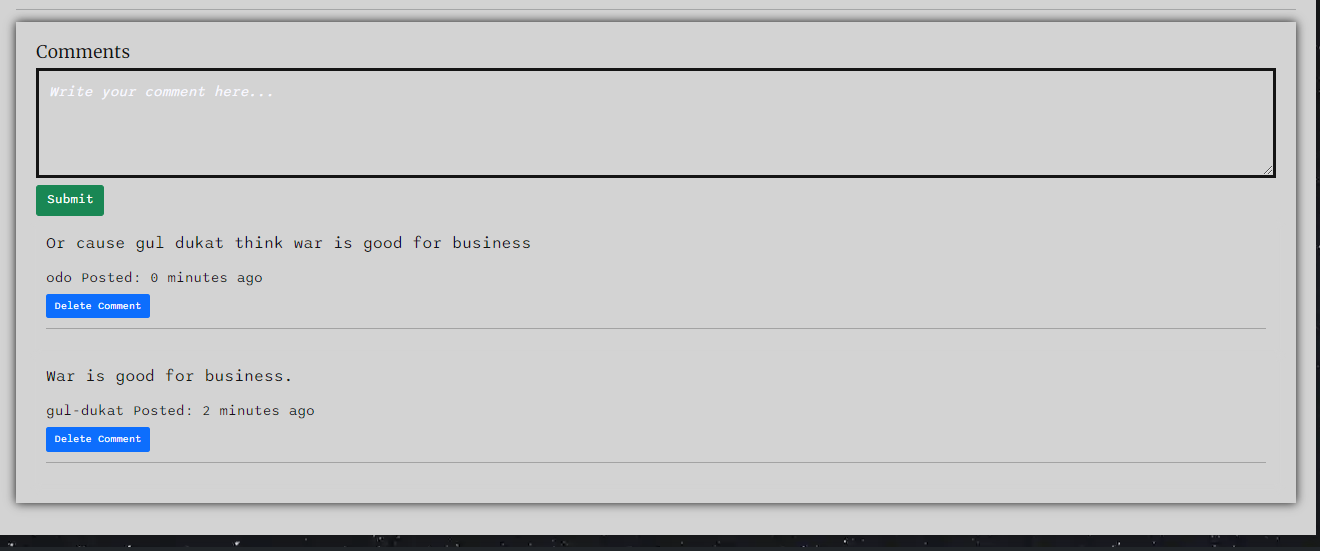 Comments
Write your comment here...
Submit
Or cause gul dukat think war is good for business
odo Posted: 0 minutes ago
Delete Comment
War is good for business.
gul-dukat Posted: 2 minutes ago
Delete Comment